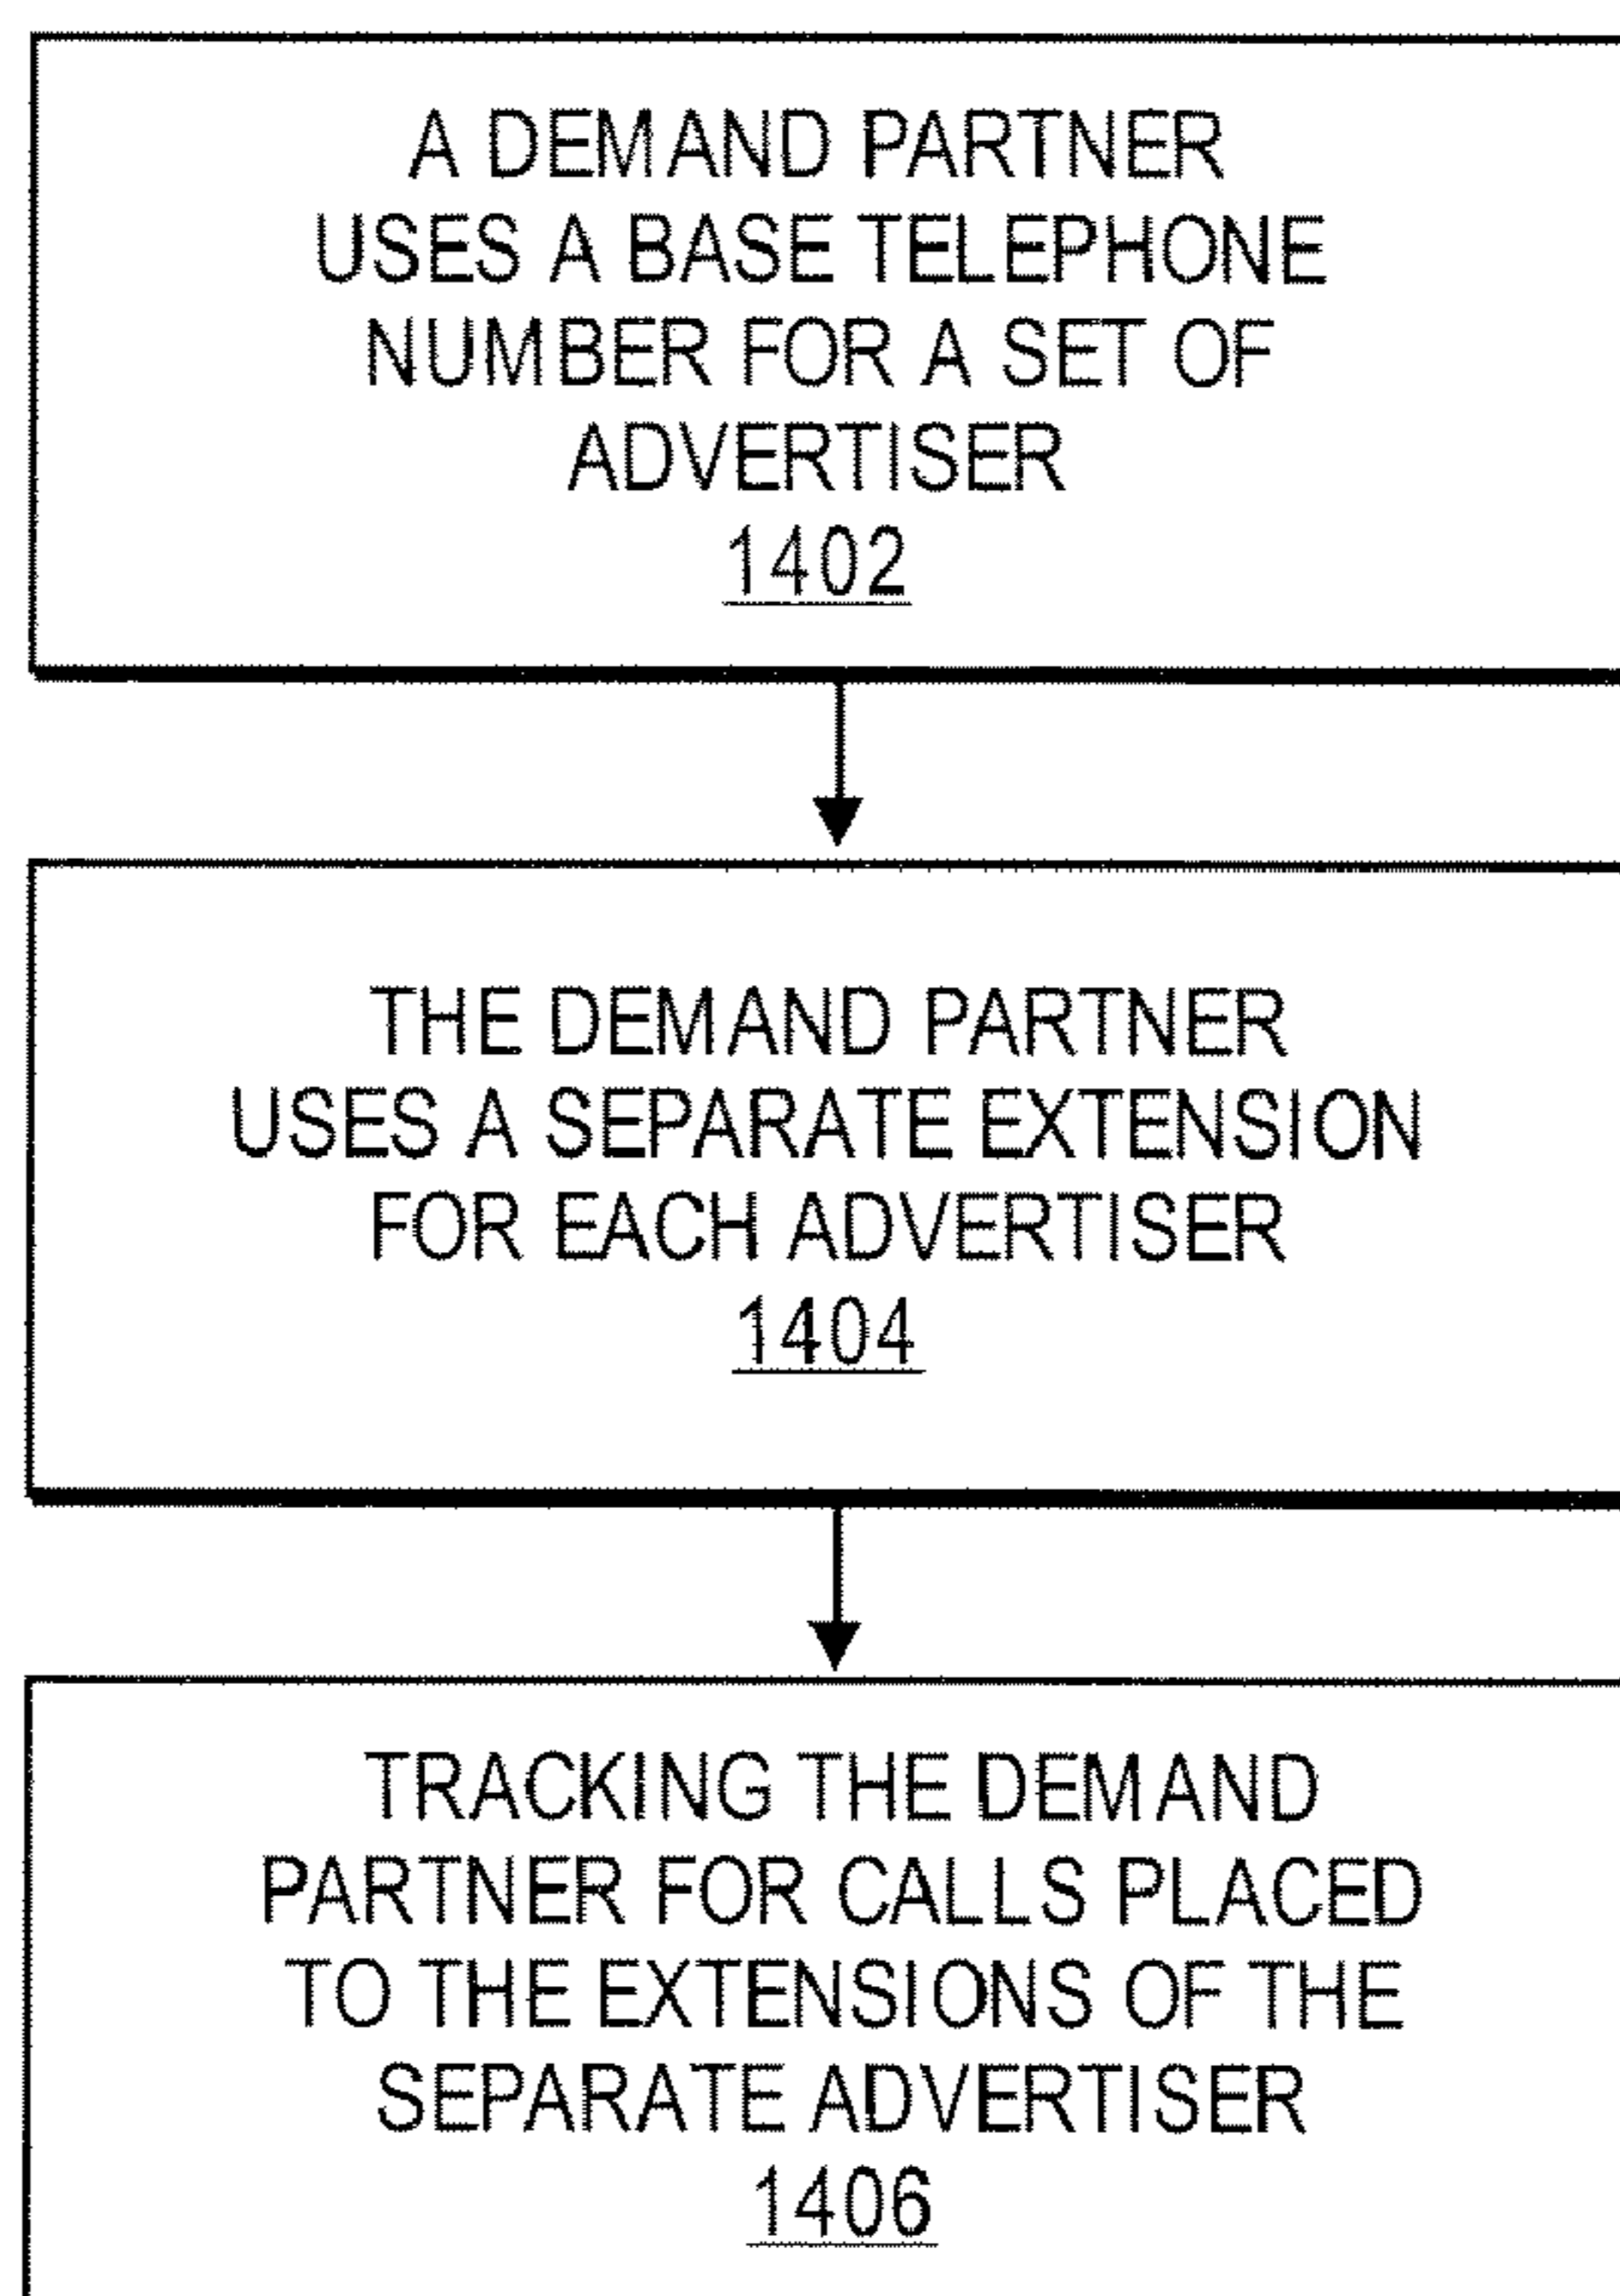 A DEMAND PARTNER
USES A BASE TELEPHONE
NUMBER FOR A SET OF
ADVERTISER
1402
THE DEMAND PARTNER
USES A SEPARATE EXTENSION
FOR EACH ADVERTISER
1404
TRACKING THE DEMAND
PARTNER FOR CALLS PLACED
TO THE EXTENSIONS OF THE
SEPARATE ADVERTISER
1406